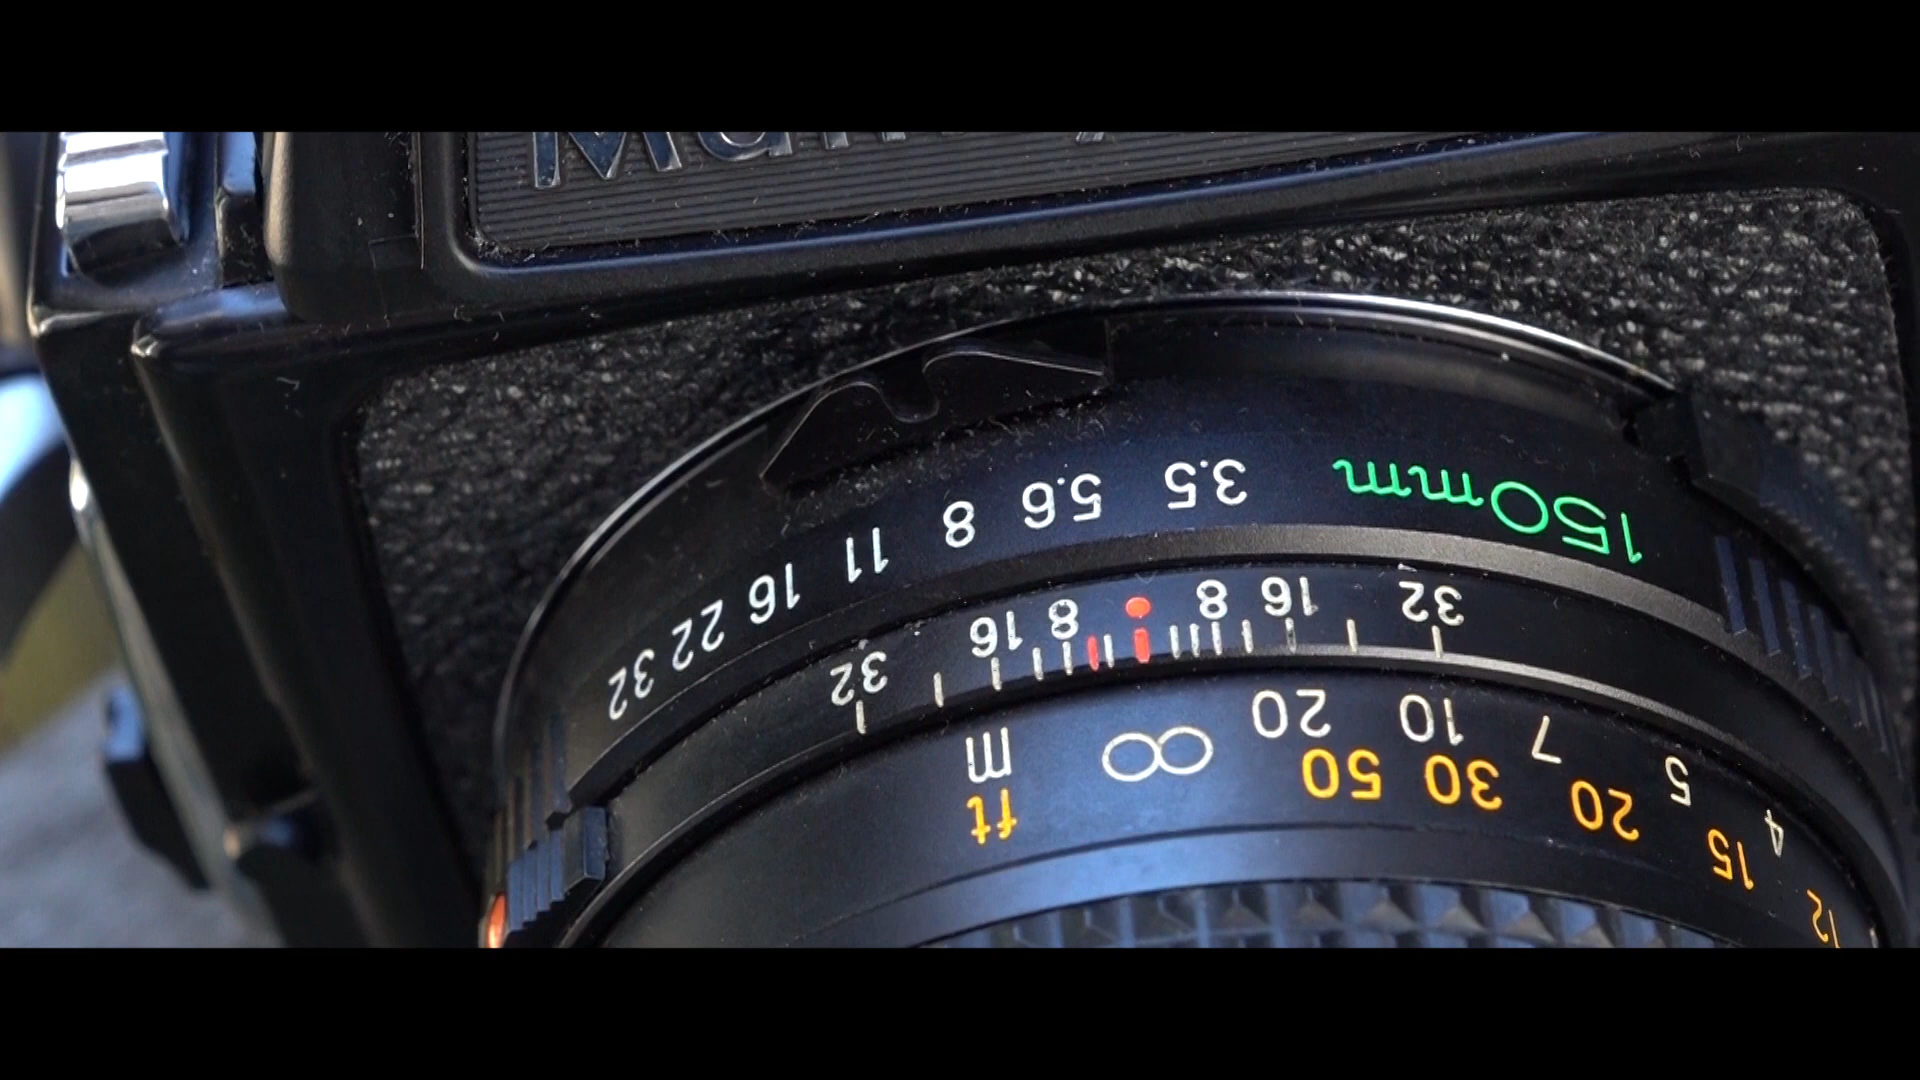 150mm 3.5 5.6 8 11 16 22 32
32 16 8 8 16 32
4 5 7 10 20 ∞ m
12 15 20 30 50 ft